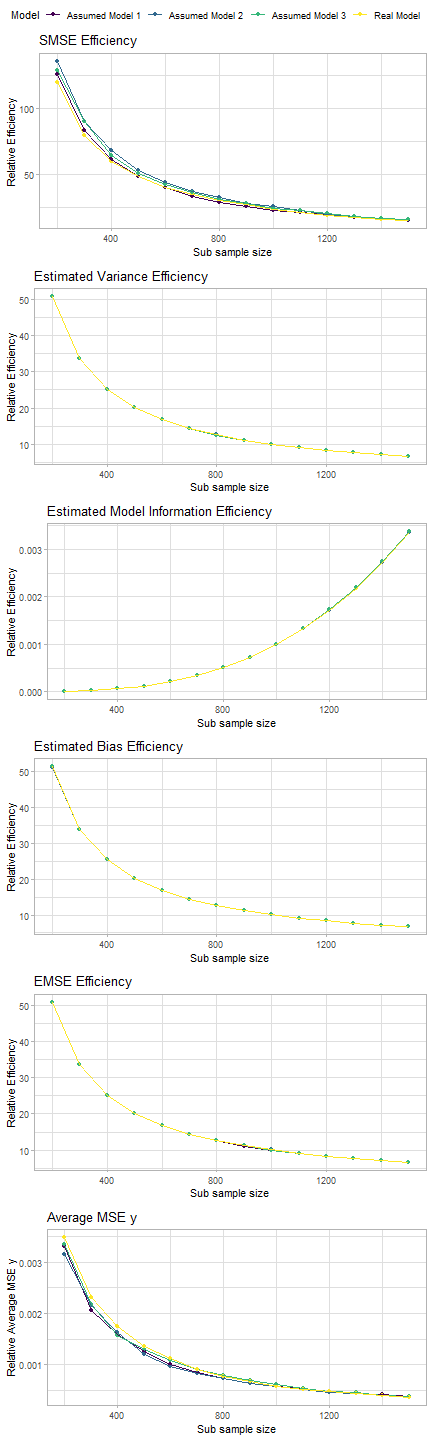 Model Assumed Model 1 Assumed Model 2 Assumed Model 3 Real Model
SMSE Efficiency
Relative Efficiency
100
50
400 800 1200
Sub sample size
Estimated Variance Efficiency
Relative Efficiency
50
40
30
20
10
400 800 1200
Sub sample size
Estimated Model Information Efficiency
Relative Efficiency
0.003
0.002
0.001
0.000
400 800 1200
Sub sample size
Estimated Bias Efficiency
Relative Efficiency
50
40
30
20
10
400 800 1200
Sub sample size
EMSE Efficiency
Relative Efficiency
50
40
30
20
10
400 800 1200
Sub sample size
Average MSE y
Relative Average MSE y
0.003
0.002
0.001
400 800 1200
Sub sample size